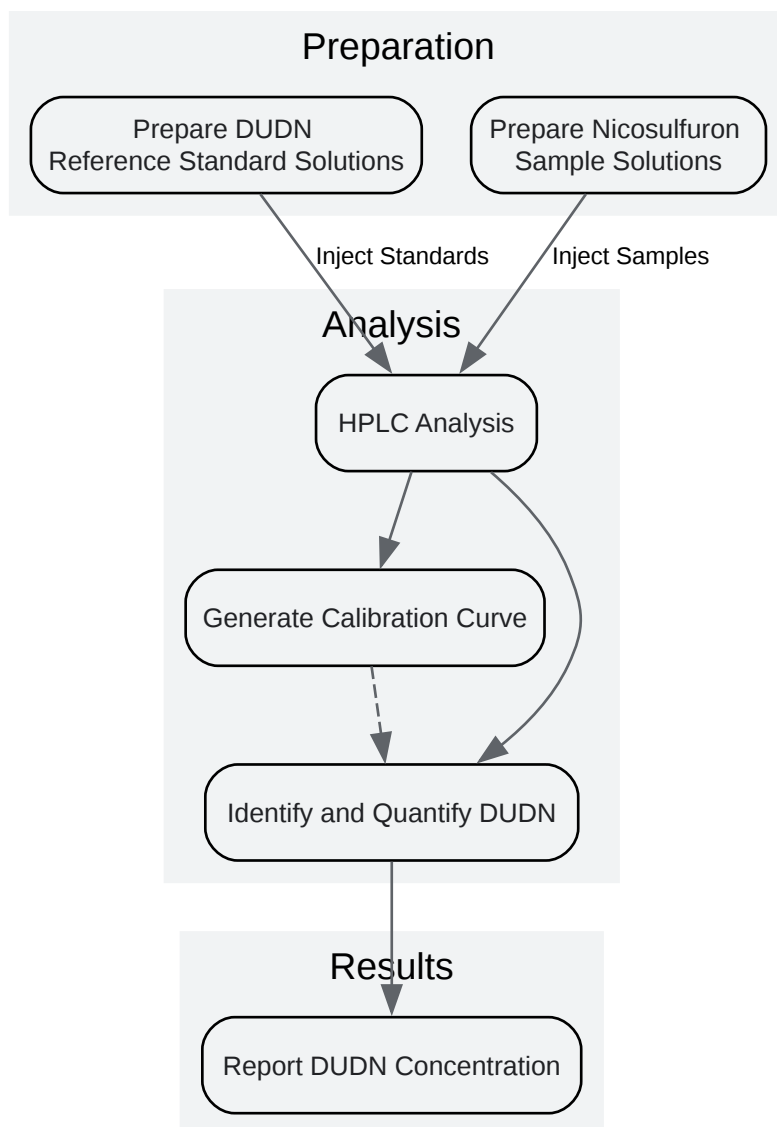 Preparation
Prepare DUDN
Reference Standard Solutions
Prepare Nicosulfuron
Sample Solutions
Inject Standards
Inject Samples
Analysis
HPLC Analysis
Generate Calibration Curve
Identify and Quantify DUDN
Results
Report DUDN Concentration